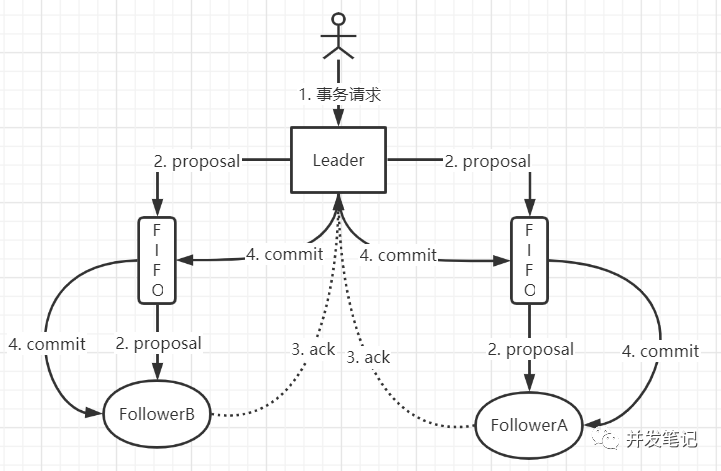 1. 事务请求
Leader
2. proposal
2. proposal
F
I
F
O
F
I
F
O
4. commit
4. commit
4. commit
2. proposal
3. ack
3. ack
2. proposal
4. commit
FollowerB
FollowerA
并发笔记